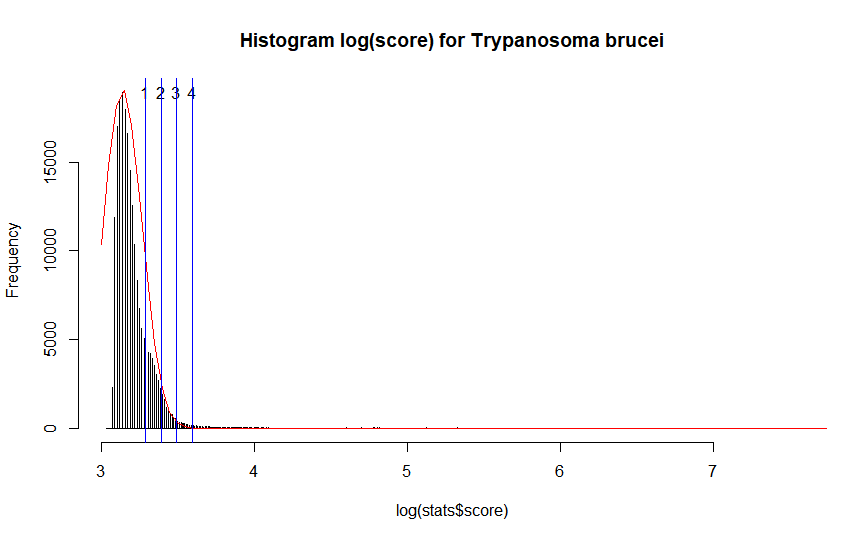 Histogram log(score) for Trypanosoma brucei
1 2 3 4
Frequency
15000
10000
5000
0
3 4 5 6 7
log(stats$score)